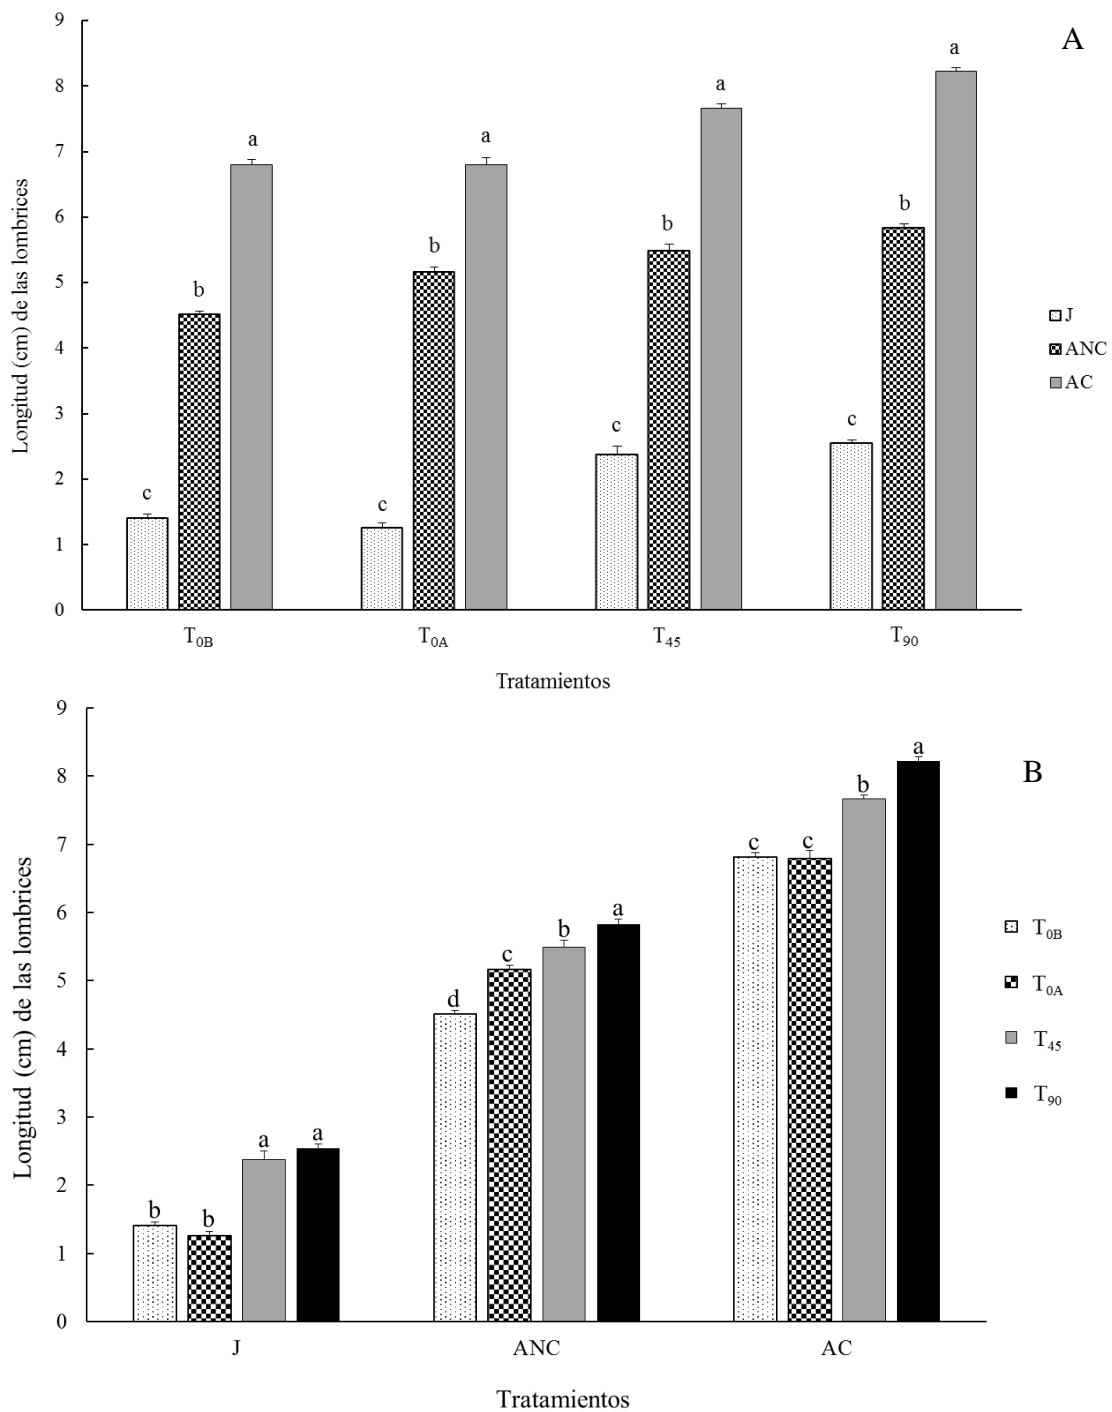 A
9
8
7
6
5
4
3
2
1
0
Longitud (cm) de las lombrices
c b a
c b a
c b a
c b a
T0B T0A T45 T90
Tratamientos
J
ANC
AC
B
9
8
7
6
5
4
3
2
1
0
Longitud (cm) de las lombrices
b b a a
d c b a
c c b a
J ANC AC
Tratamientos
T0B
T0A
T45
T90